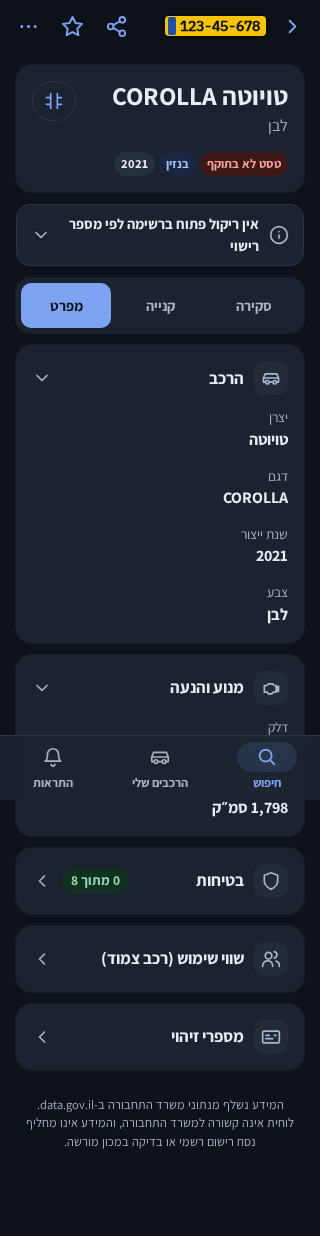 123-45-678
טויוטה COROLLA
לבן
טסט לא בתוקף
בנזין
2021
אין ריקול פתוח ברשימה לפי מספר
רישוי
סקירה
קנייה
מפרט
הרכב
יצרן
טויוטה
דגם
COROLLA
שנת ייצור
2021
צבע
לבן
מנוע והנעה
דלק
חיפוש
הרכבים שלי
התראות
1,798 סמ״ק
בטיחות
0 מתוך 8
שווי שימוש (רכב צמוד)
מספרי זיהוי
המידע נשלף מנתוני משרד התחבורה ב-data.gov.il.
לוחית אינה קשורה למשרד התחבורה, והמידע אינו מחליף
נסח רישום רשמי או בדיקה במכון מורשה.